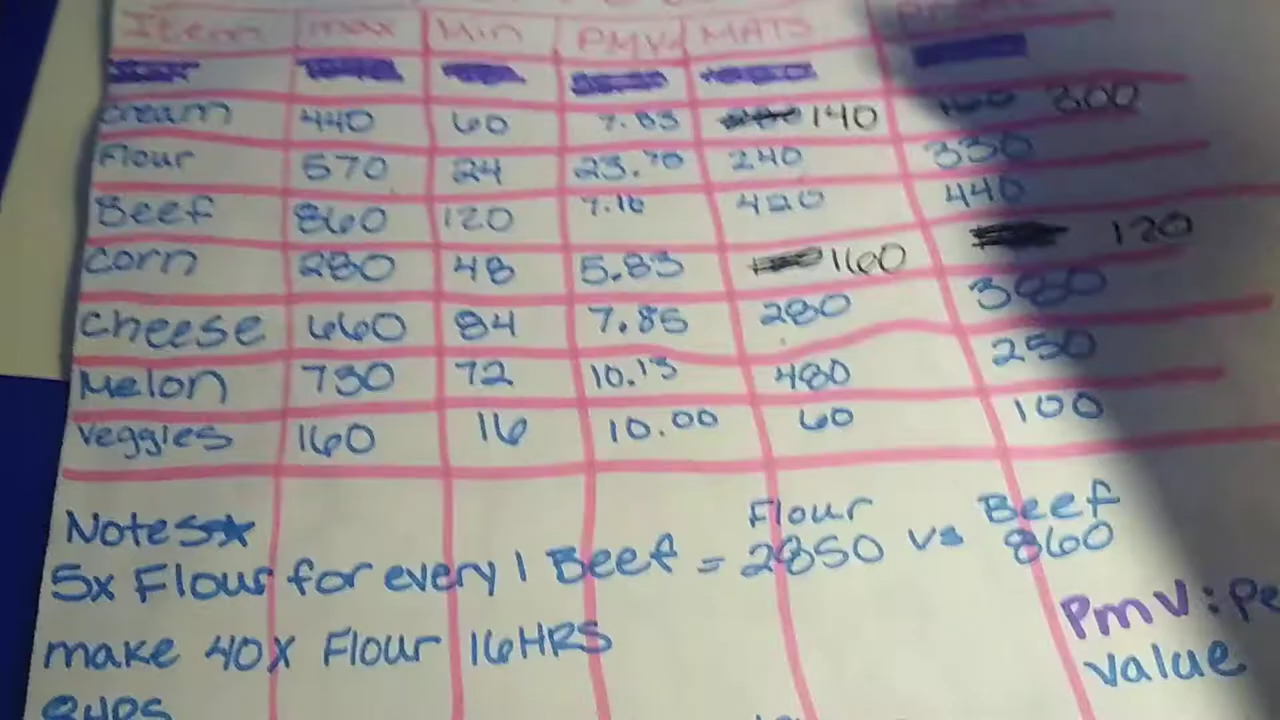 Item max Min PMV MATS
cream 440 60 7.83 140 300
Flour 570 24 23.70 240 330
Beef 860 120 7.16 420 440
corn 280 48 5.83 160 120
cheese 660 84 7.85 280 380
Melon 730 72 10.13 480 250
veggies 160 16 10.00 60 100
Notes
Flour Beef
5x Flour for every 1 Beef = 2850 vs 860
PmV: pe
make 40x Flour 16HRS
value